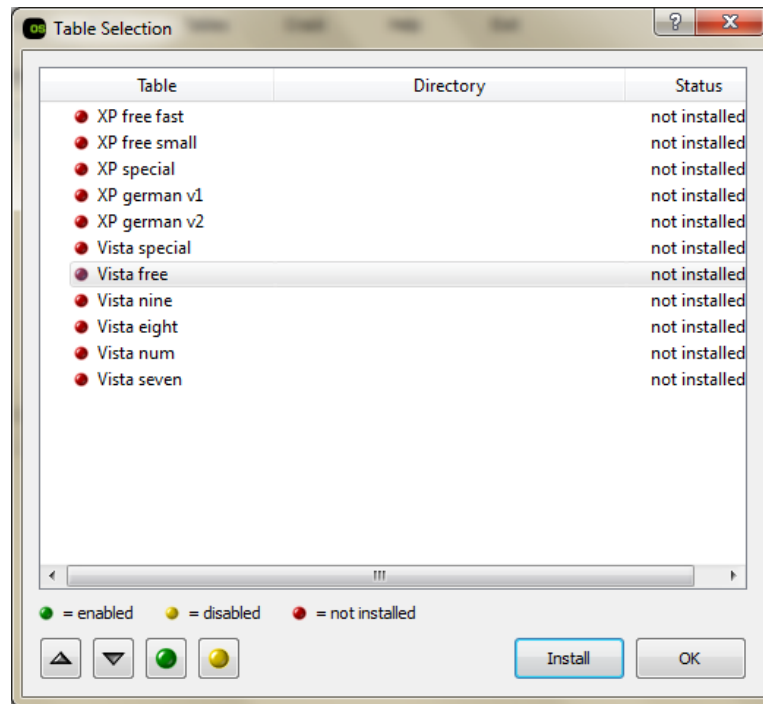 OS Table Selection
Table Directory Status
XP free fast not installed
XP free small not installed
XP special not installed
XP german v1 not installed
XP german v2 not installed
Vista special not installed
Vista free not installed
Vista nine not installed
Vista eight not installed
Vista num not installed
Vista seven not installed
= enabled = disabled = not installed
Install OK